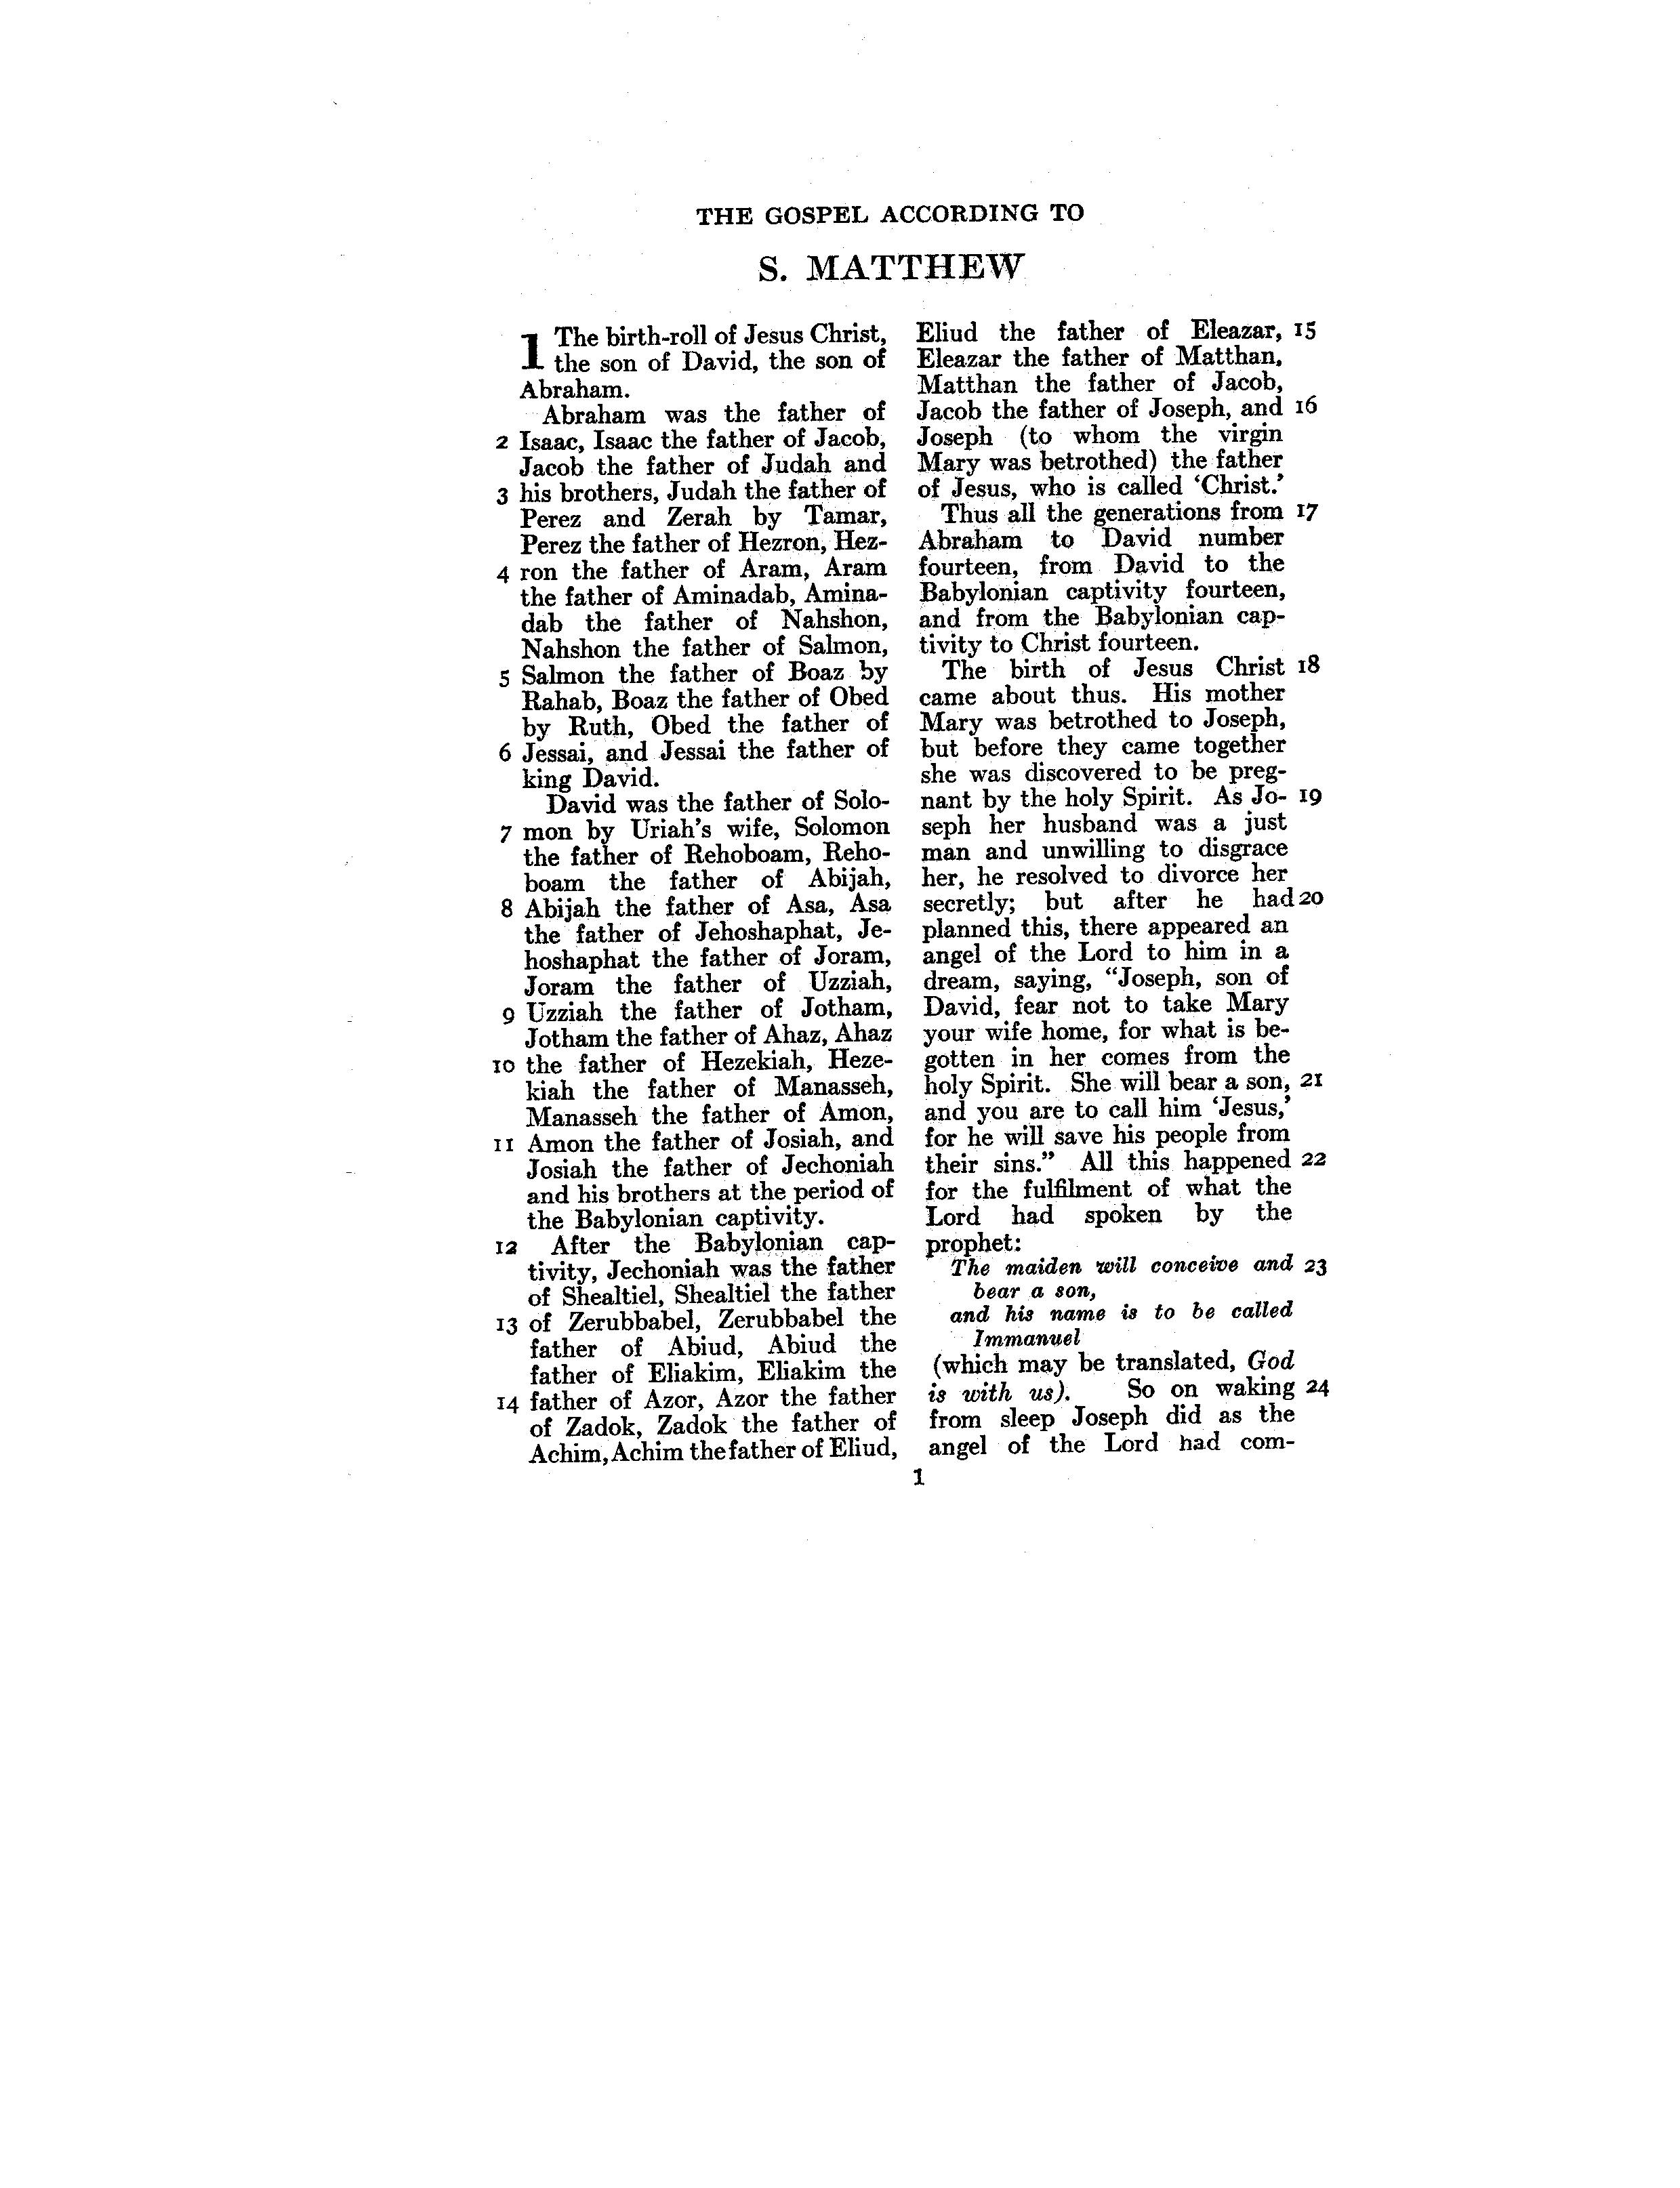 THE GOSPEL ACCORDING TO
S. MATTHEW
1 The birth-roll of Jesus Christ,
the son of David, the son of
Abraham.
Abraham was the father of
2 Isaac, Isaac the father of Jacob,
Jacob the father of Judah and
3 his brothers, Judah the father of
Perez and Zerah by Tamar,
Perez the father of Hezron, Hez-
4 ron the father of Aram, Aram
the father of Aminadab, Amina-
dab the father of Nahshon,
Nahshon the father of Salmon,
5 Salmon the father of Boaz by
Rahab, Boaz the father of Obed
by Ruth, Obed the father of
6 Jessai, and Jessai the father of
king David.
David was the father of Solo-
7 mon by Uriah's wife, Solomon
the father of Rehoboam, Reho-
boam the father of Abijah,
8 Abijah the father of Asa, Asa
the father of Jehoshaphat, Je-
hoshaphat the father of Joram,
Joram the father of Uzziah,
9 Uzziah the father of Jotham,
Jotham the father of Ahaz, Ahaz
10 the father of Hezekiah, Heze-
kiah the father of Manasseh,
Manasseh the father of Amon,
11 Amon the father of Josiah, and
Josiah the father of Jechoniah
and his brothers at the period of
the Babylonian captivity.
12 After the Babylonian cap-
tivity, Jechoniah was the father
of Shealtiel, Shealtiel the father
13 of Zerubbabel, Zerubbabel the
father of Abiud, Abiud the
father of Eliakim, Eliakim the
14 father of Azor, Azor the father
of Zadok, Zadok the father of
Achim, Achim the father of Eliud,
Eliud the father of Eleazar, 15
Eleazar the father of Matthan,
Matthan the father of Jacob,
Jacob the father of Joseph, and 16
Joseph (to whom the virgin
Mary was betrothed) the father
of Jesus, who is called 'Christ.'
Thus all the generations from 17
Abraham to David number
fourteen, from David to the
Babylonian captivity fourteen,
and from the Babylonian cap-
tivity to Christ fourteen.
The birth of Jesus Christ 18
came about thus. His mother
Mary was betrothed to Joseph,
but before they came together
she was discovered to be preg-
nant by the holy Spirit. As Jo- 19
seph her husband was a just
man and unwilling to disgrace
her, he resolved to divorce her
secretly; but after he had 20
planned this, there appeared an
angel of the Lord to him in a
dream, saying, "Joseph, son of
David, fear not to take Mary
your wife home, for what is be-
gotten in her comes from the
holy Spirit. She will bear a son, 21
and you are to call him 'Jesus,'
for he will save his people from
their sins." All this happened 22
for the fulfilment of what the
Lord had spoken by the
prophet:
The maiden will conceive and 23
bear a son,
and his name is to be called
Immanuel
(which may be translated, God
is with us). So on waking 24
from sleep Joseph did as the
angel of the Lord had com-
1